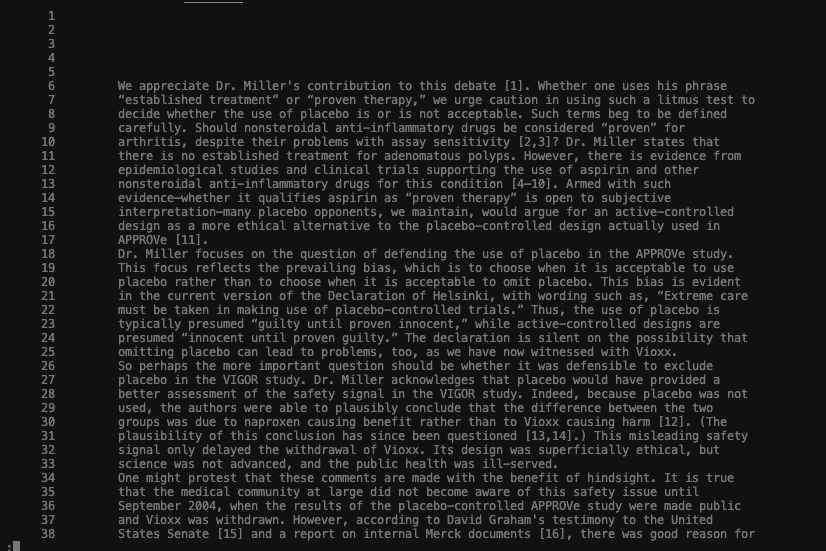 1
2
3
4
5
6 We appreciate Dr. Miller's contribution to this debate [1]. Whether one uses his phrase
7 “established treatment” or “proven therapy,” we urge caution in using such a litmus test to
8 decide whether the use of placebo is or is not acceptable. Such terms beg to be defined
9 carefully. Should nonsteroidal anti–inflammatory drugs be considered “proven” for
10 arthritis, despite their problems with assay sensitivity [2,3]? Dr. Miller states that
11 there is no established treatment for adenomatous polyps. However, there is evidence from
12 epidemiological studies and clinical trials supporting the use of aspirin and other
13 nonsteroidal anti–inflammatory drugs for this condition [4–10]. Armed with such
14 evidence—whether it qualifies aspirin as “proven therapy” is open to subjective
15 interpretation—many placebo opponents, we maintain, would argue for an active–controlled
16 design as a more ethical alternative to the placebo–controlled design actually used in
17 APPROVe [11].
18 Dr. Miller focuses on the question of defending the use of placebo in the APPROVe study.
19 This focus reflects the prevailing bias, which is to choose when it is acceptable to use
20 placebo rather than to choose when it is acceptable to omit placebo. This bias is evident
21 in the current version of the Declaration of Helsinki, with wording such as, “Extreme care
22 must be taken in making use of placebo–controlled trials.” Thus, the use of placebo is
23 typically presumed “guilty until proven innocent,” while active–controlled designs are
24 presumed “innocent until proven guilty.” The declaration is silent on the possibility that
25 omitting placebo can lead to problems, too, as we have now witnessed with Vioxx.
26 So perhaps the more important question should be whether it was defensible to exclude
27 placebo in the VIGOR study. Dr. Miller acknowledges that placebo would have provided a
28 better assessment of the safety signal in the VIGOR study. Indeed, because placebo was not
29 used, the authors were able to plausibly conclude that the difference between the two
30 groups was due to naproxen causing benefit rather than to Vioxx causing harm [12]. (The
31 plausibility of this conclusion has since been questioned [13,14].) This misleading safety
32 signal only delayed the withdrawal of Vioxx. Its design was superficially ethical, but
33 science was not advanced, and the public health was ill–served.
34 One might protest that these comments are made with the benefit of hindsight. It is true
35 that the medical community at large did not become aware of this safety issue until
36 September 2004, when the results of the placebo–controlled APPROVe study were made public
37 and Vioxx was withdrawn. However, according to David Graham's testimony to the United
38 States Senate [15] and a report on internal Merck documents [16], there was good reason for
: